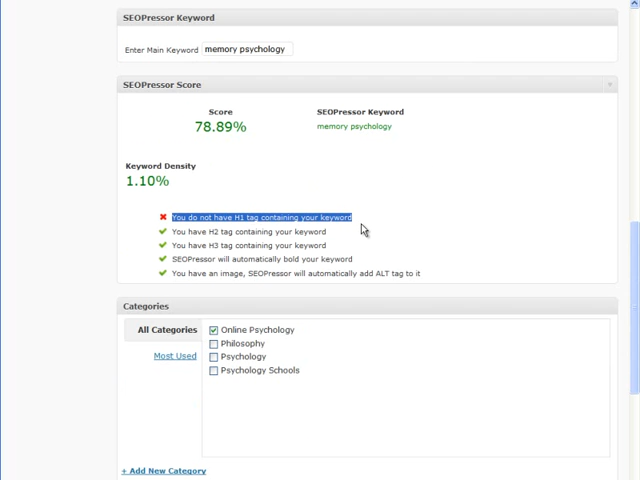 SEOPressor Keyword
Enter Main Keyword memory psychology
SEOPressor Score
Score SEOPressor Keyword
78.89% memory psychology
Keyword Density
1.10%
You do not have H1 tag containing your keyword
You have H2 tag containing your keyword
You have H3 tag containing your keyword
SEOPressor will automatically bold your keyword
You have an image, SEOPressor will automatically add ALT tag to it
Categories
All Categories
Most Used
Online Psychology
Philosophy
Psychology
Psychology Schools
+ Add New Category